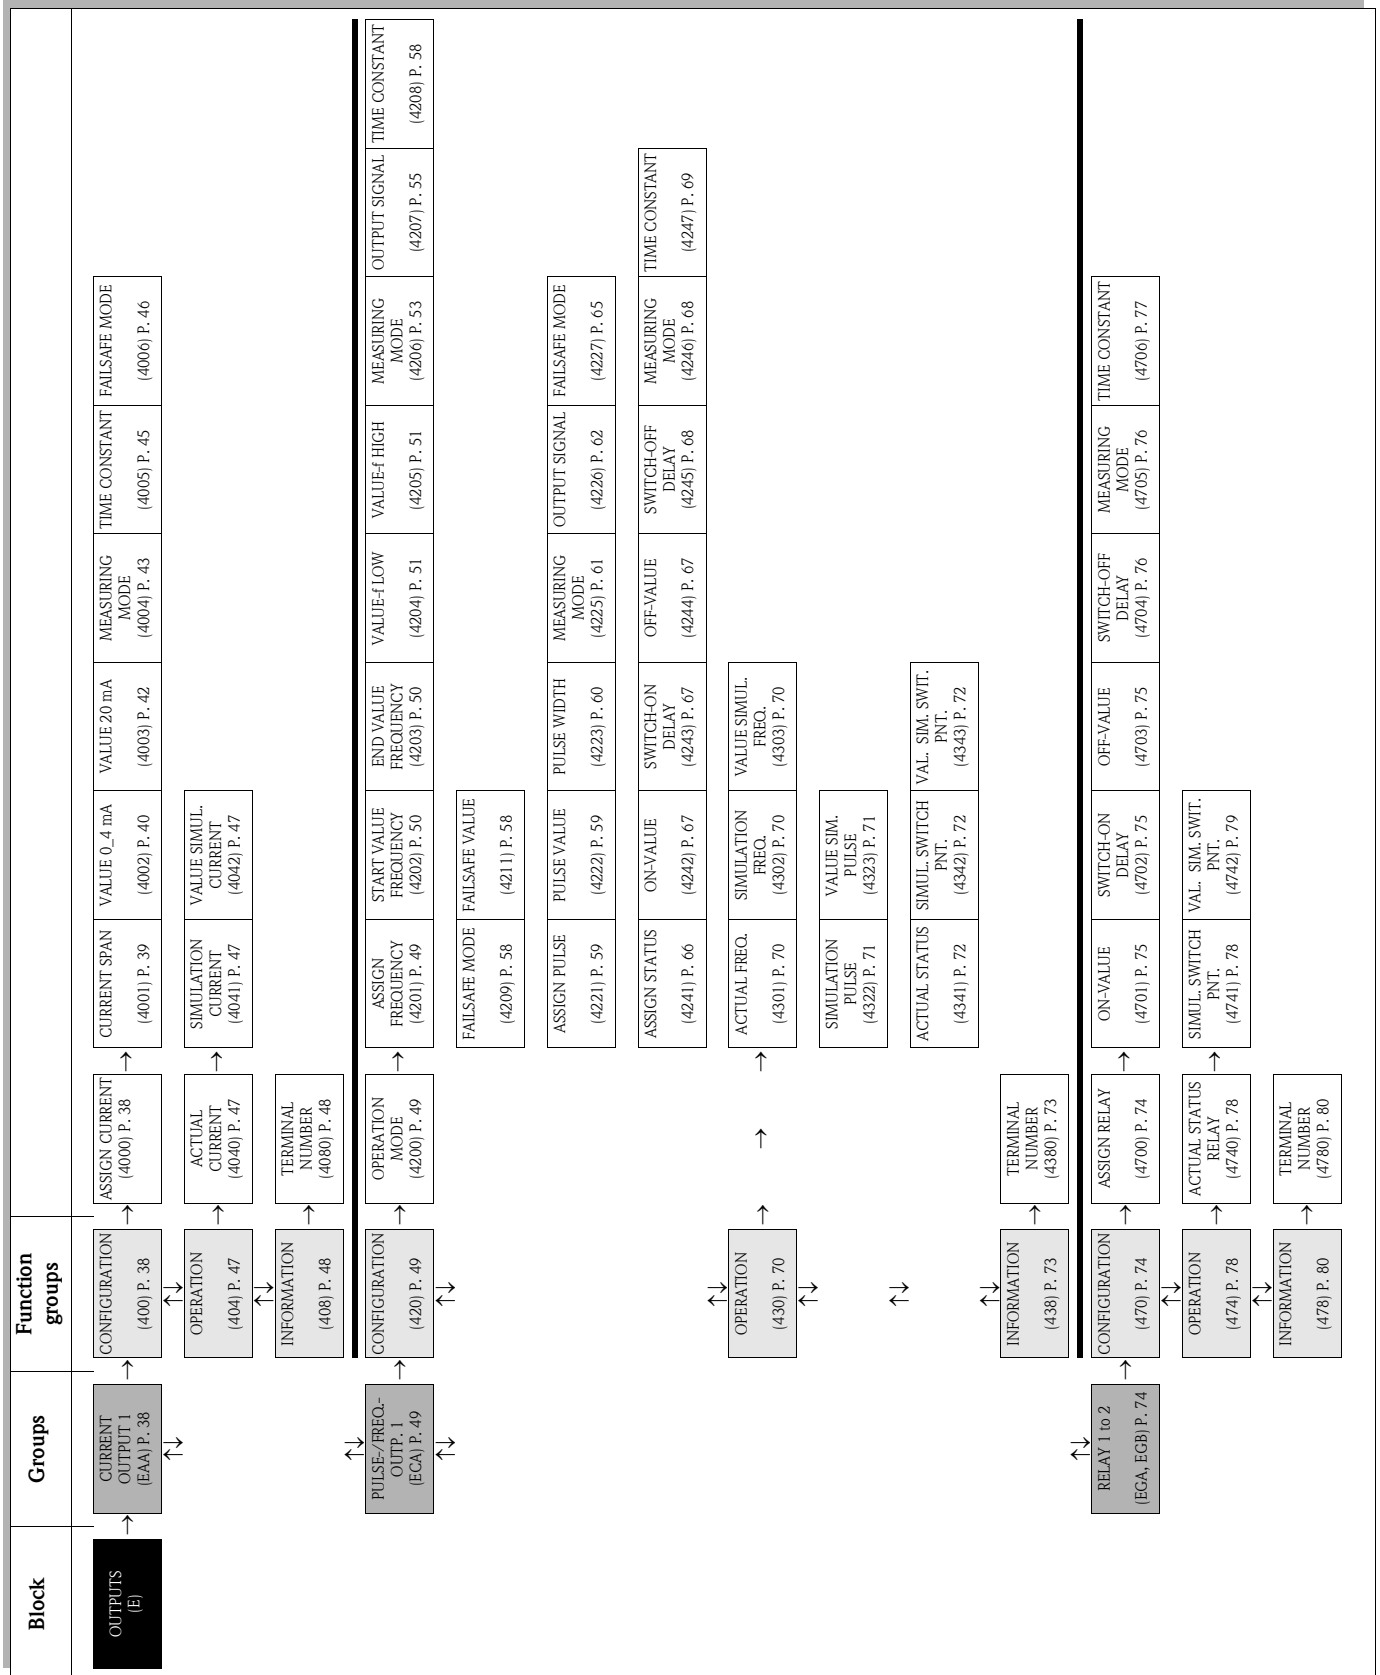 Block
Groups
Function
groups
OUTPUTS
(E)
CURRENT
OUTPUT 1
(EAA) P. 38
CONFIGURATION
(400) P. 38
ASSIGN CURRENT
(4000) P. 38
CURRENT SPAN
(4001) P. 39
VALUE 0_4 mA
(4002) P. 40
VALUE 20 mA
(4003) P. 42
MEASURING
MODE
(4004) P. 43
TIME CONSTANT
(4005) P. 45
FAILSAFE MODE
(4006) P. 46
OPERATION
(404) P. 47
ACTUAL
CURRENT
(4040) P. 47
SIMULATION
CURRENT
(4041) P. 47
VALUE SIMUL.
CURRENT
(4042) P. 47
INFORMATION
(408) P. 48
TERMINAL
NUMBER
(4080) P. 48
PULSE-/FREQ.-
OUTP. 1
(ECA) P. 49
CONFIGURATION
(420) P. 49
OPERATION
MODE
(4200) P. 49
ASSIGN
FREQUENCY
(4201) P. 49
START VALUE
FREQUENCY
(4202) P. 50
END VALUE
FREQUENCY
(4203) P. 50
VALUE-f LOW
(4204) P. 51
VALUE-f HIGH
(4205) P. 51
MEASURING
MODE
(4206) P. 53
OUTPUT SIGNAL
(4207) P. 55
TIME CONSTANT
(4208) P. 58
FAILSAFE MODE
(4209) P. 58
FAILSAFE VALUE
(4211) P. 58
ASSIGN PULSE
(4221) P. 59
PULSE VALUE
(4222) P. 59
PULSE WIDTH
(4223) P. 60
MEASURING
MODE
(4225) P. 61
OUTPUT SIGNAL
(4226) P. 62
FAILSAFE MODE
(4227) P. 65
ASSIGN STATUS
(4241) P. 66
ON-VALUE
(4242) P. 67
SWITCH-ON
DELAY
(4243) P. 67
OFF-VALUE
(4244) P. 67
SWITCH-OFF
DELAY
(4245) P. 68
MEASURING
MODE
(4246) P. 68
TIME CONSTANT
(4247) P. 69
OPERATION
(430) P. 70
ACTUAL FREQ.
(4301) P. 70
SIMULATION
FREQ.
(4302) P. 70
VALUE SIMUL.
FREQ.
(4303) P. 70
SIMULATION
PULSE
(4322) P. 71
VALUE SIM.
PULSE
(4323) P. 71
ACTUAL STATUS
(4341) P. 72
SIMUL. SWITCH
PNT.
(4342) P. 72
VAL. SIM. SWIT.
PNT.
(4343) P. 72
INFORMATION
(438) P. 73
TERMINAL
NUMBER
(4380) P. 73
RELAY 1 to 2
(EGA, EGB) P. 74
CONFIGURATION
(470) P. 74
ASSIGN RELAY
(4700) P. 74
ON-VALUE
(4701) P. 75
SWITCH-ON
DELAY
(4702) P. 75
OFF-VALUE
(4703) P. 75
SWITCH-OFF
DELAY
(4704) P. 76
MEASURING
MODE
(4705) P. 76
TIME CONSTANT
(4706) P. 77
OPERATION
(474) P. 78
ACTUAL STATUS
RELAY
(4740) P. 78
SIMUL. SWITCH
PNT.
(4741) P. 78
VAL. SIM. SWIT.
PNT.
(4742) P. 79
INFORMATION
(478) P. 80
TERMINAL
NUMBER
(4780) P. 80